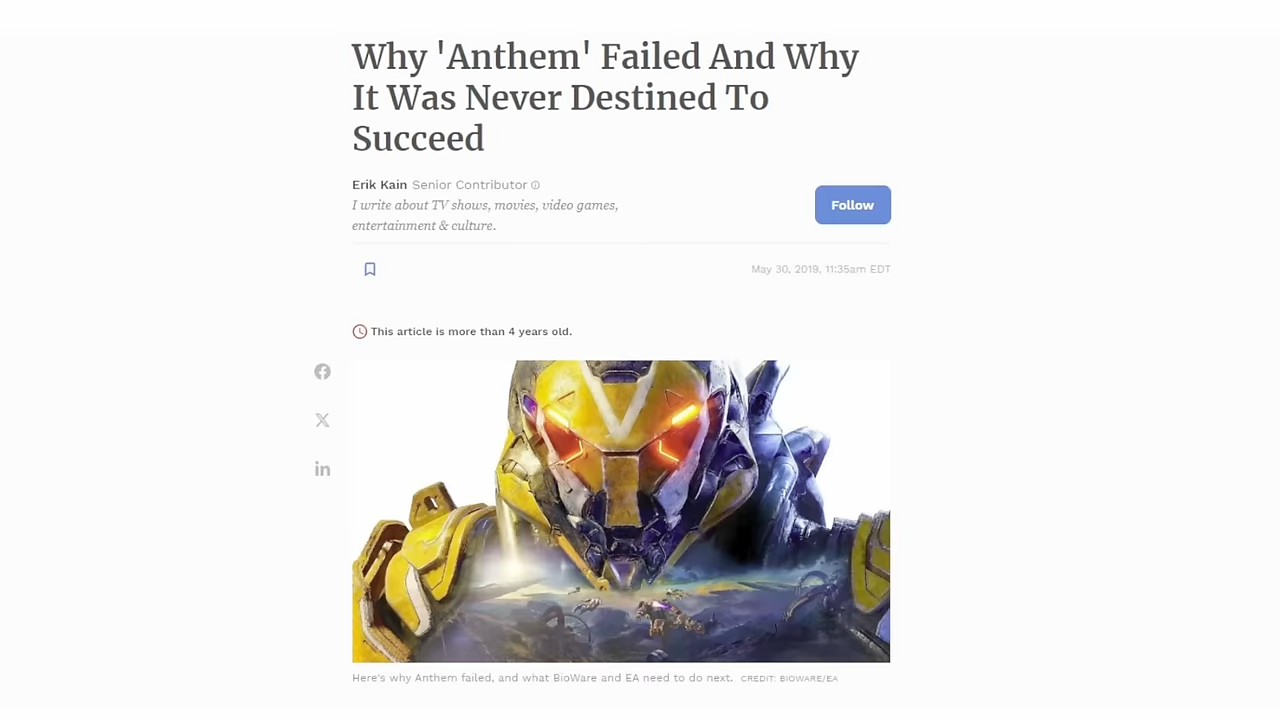 Why 'Anthem' Failed And Why
It Was Never Destined To
Succeed
Erik Kain Senior Contributor
I write about TV shows, movies, video games,
entertainment & culture.
Follow
May 30, 2019, 11:35am EDT
This article is more than 4 years old.
Here's why Anthem failed, and what BioWare and EA need to do next. CREDIT: BIOWARE/EA